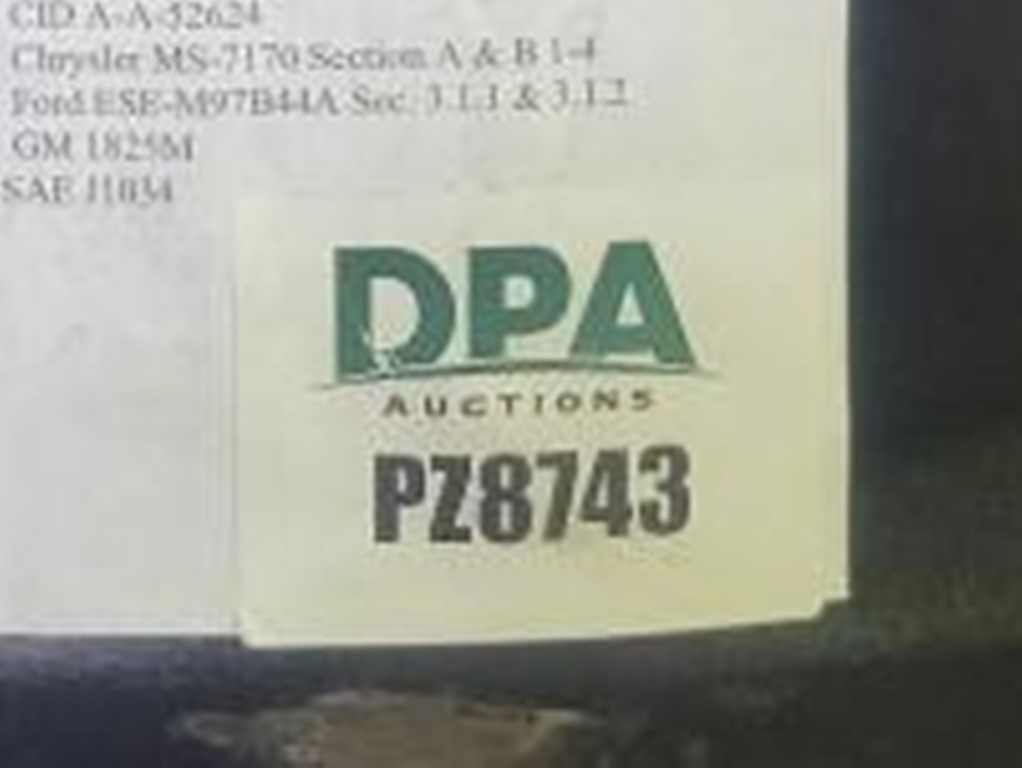 CID A-A-52624
Chrysler MS-7170 Section A & B 1-4
Ford ESE-M97B44A Sec. 3.1.1 & 3.1.2
GM 1825M
SAE J1034
DPA
AUCTIONS
PZ8743